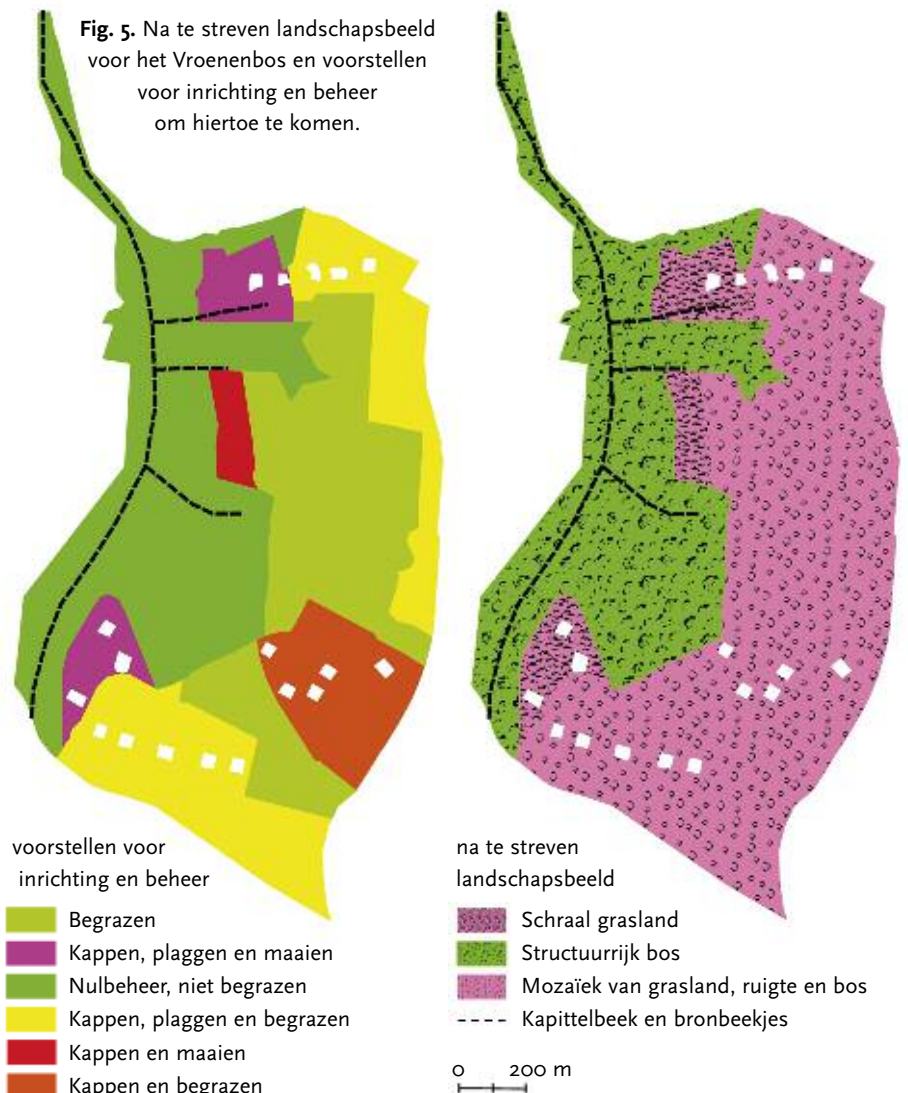 Fig. 5. Na te streven landschapsbeeld
voor het Vroenenbos en voorstellen
voor inrichting en beheer
om hiertoe te komen.
voorstellen voor
inrichting en beheer
Begrazen
Kappen, plaggen en maaien
Nulbeheer, niet begrazen
Kappen, plaggen en begrazen
Kappen en maaien
Kappen en begrazen
na te streven
landschapsbeeld
Schraal grasland
Structuurrijk bos
Mozaïek van grasland, ruigte en bos
Kapittelbeek en bronbeekjes
0 200 m